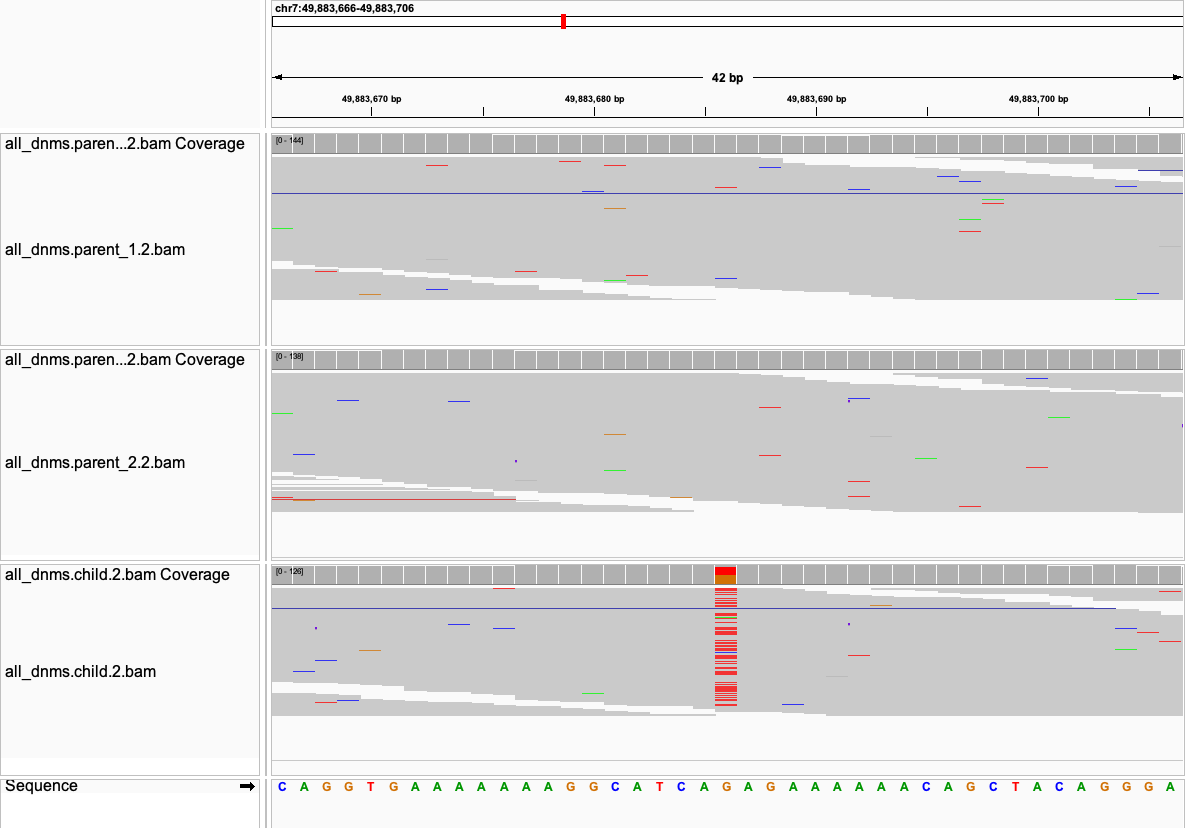 chr7:49,883,666-49,883,706
42 bp
49,883,670 bp 49,883,680 bp 49,883,690 bp 49,883,700 bp
all_dnms.paren...2.bam Coverage [0 - 144]
all_dnms.parent_1.2.bam
all_dnms.paren...2.bam Coverage [0 - 138]
all_dnms.parent_2.2.bam
all_dnms.child.2.bam Coverage [0 - 126]
all_dnms.child.2.bam
Sequence C A G G T G A A A A A A A G G C A T C A G A G A A A A A A C A G C T A C A G G G A